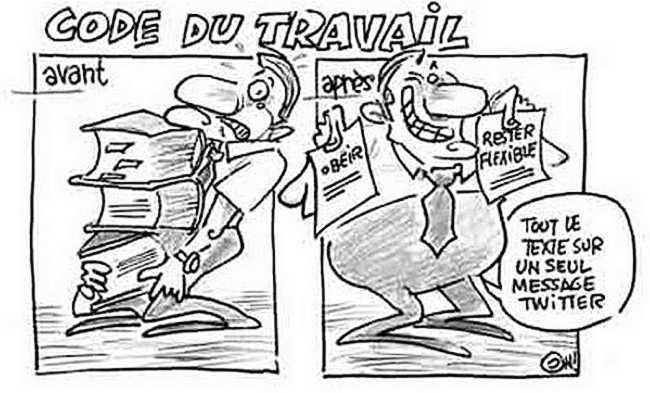 CODE DU TRAVAIL
avant
après
OBÉIR
RESTER
FLEXIBLE
TOUT LE
TEXTE SUR
UN SEUL
MESSAGE
TWITTER